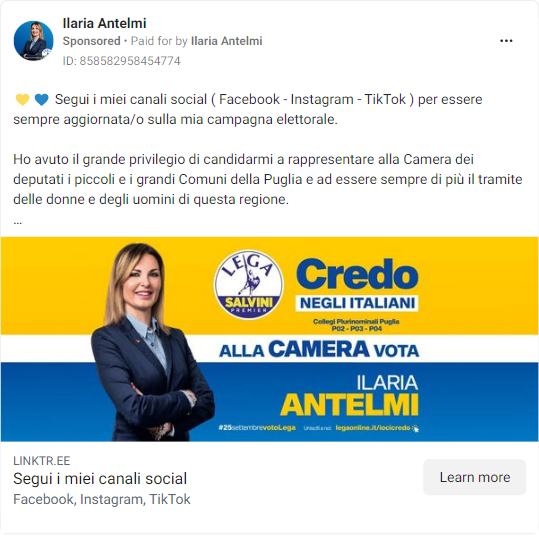 Ilaria Antelmi
Sponsored • Paid for by Ilaria Antelmi
ID: 858582958454774
💛 💙 Segui i miei canali social ( Facebook - Instagram - TikTok ) per essere
sempre aggiornata/o sulla mia campagna elettorale.
Ho avuto il grande privilegio di candidarmi a rappresentare alla Camera dei
deputati i piccoli e i grandi Comuni della Puglia e ad essere sempre di più il tramite
delle donne e degli uomini di questa regione.
...
LEGA
SALVINI
PREMIER
Credo
NEGLI ITALIANI
Collegi Plurinominali Puglia
P02 - P03 - P04
ALLA CAMERA VOTA
ILARIA
ANTELMI
#25settembrevotoLega Unisciti a noi: legaonline.it/iocicredo
LINKTR.EE
Segui i miei canali social
Facebook, Instagram, TikTok
Learn more